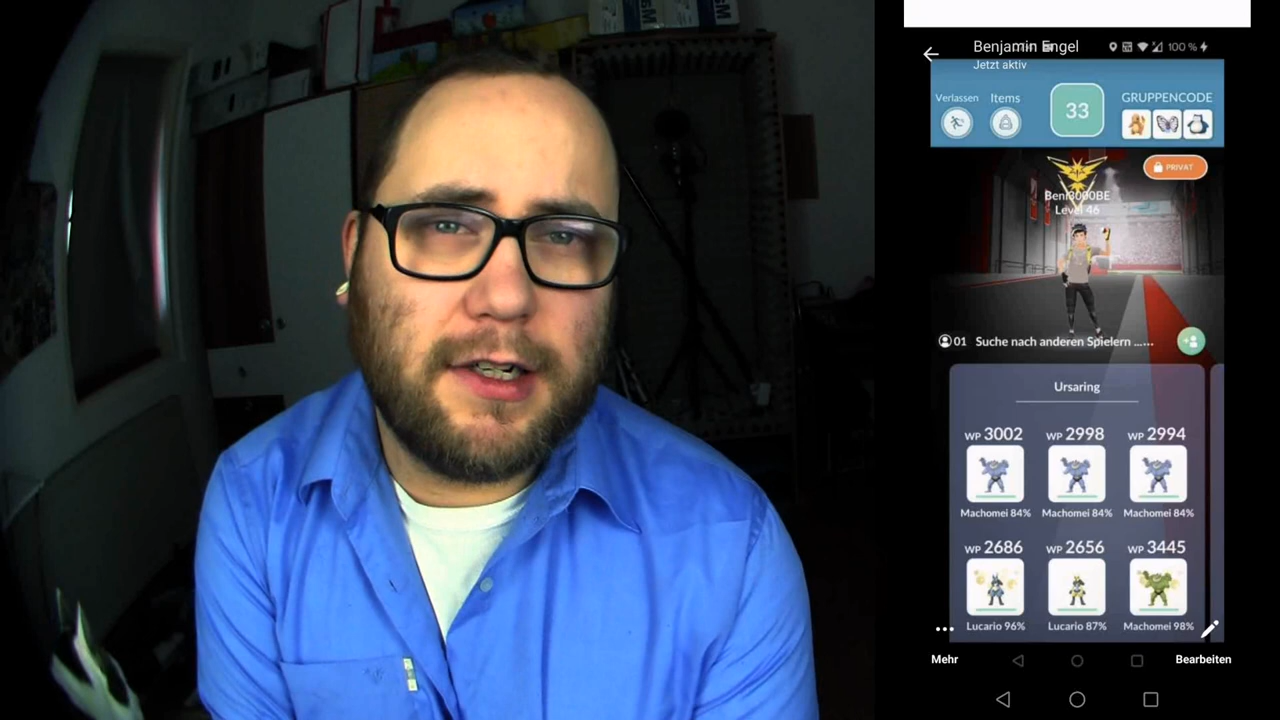 Benjamin Engel
100 %
Jetzt aktiv
Verlassen
Items
33
GRUPPENCODE
PRIVAT
Beni3000BE
Level 46
01 Suche nach anderen Spielern ......
Ursaring
WP 3002 WP 2998 WP 2994
Machomei 84% Machomei 84% Machomei 84%
WP 2686 WP 2656 WP 3445
Lucario 96% Lucario 87% Machomei 98%
Mehr
Bearbeiten